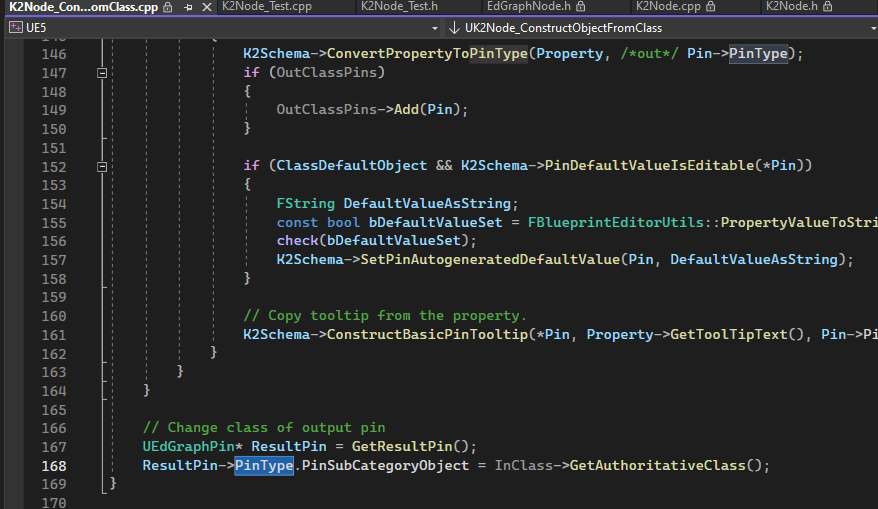 K2Node_Con...omClass.cpp
K2Node_Test.cpp
K2Node_Test.h
EdGraphNode.h
K2Node.cpp
K2Node.h
UE5
UK2Node_ConstructObjectFromClass
146 K2Schema->ConvertPropertyToPinType(Property, /*out*/ Pin->PinType);
147 if (OutClassPins)
148 {
149 OutClassPins->Add(Pin);
150 }
151
152 if (ClassDefaultObject && K2Schema->PinDefaultValueIsEditable(*Pin))
153 {
154 FString DefaultValueAsString;
155 const bool bDefaultValueSet = FBlueprintEditorUtils::PropertyValueToStri
156 check(bDefaultValueSet);
157 K2Schema->SetPinAutogeneratedDefaultValue(Pin, DefaultValueAsString);
158 }
159
160 // Copy tooltip from the property.
161 K2Schema->ConstructBasicPinTooltip(*Pin, Property->GetToolTipText(), Pin->Pi
162 }
163 }
164 }
165
166 // Change class of output pin
167 UEdGraphPin* ResultPin = GetResultPin();
168 ResultPin->PinType.PinSubCategoryObject = InClass->GetAuthoritativeClass();
169 }
170